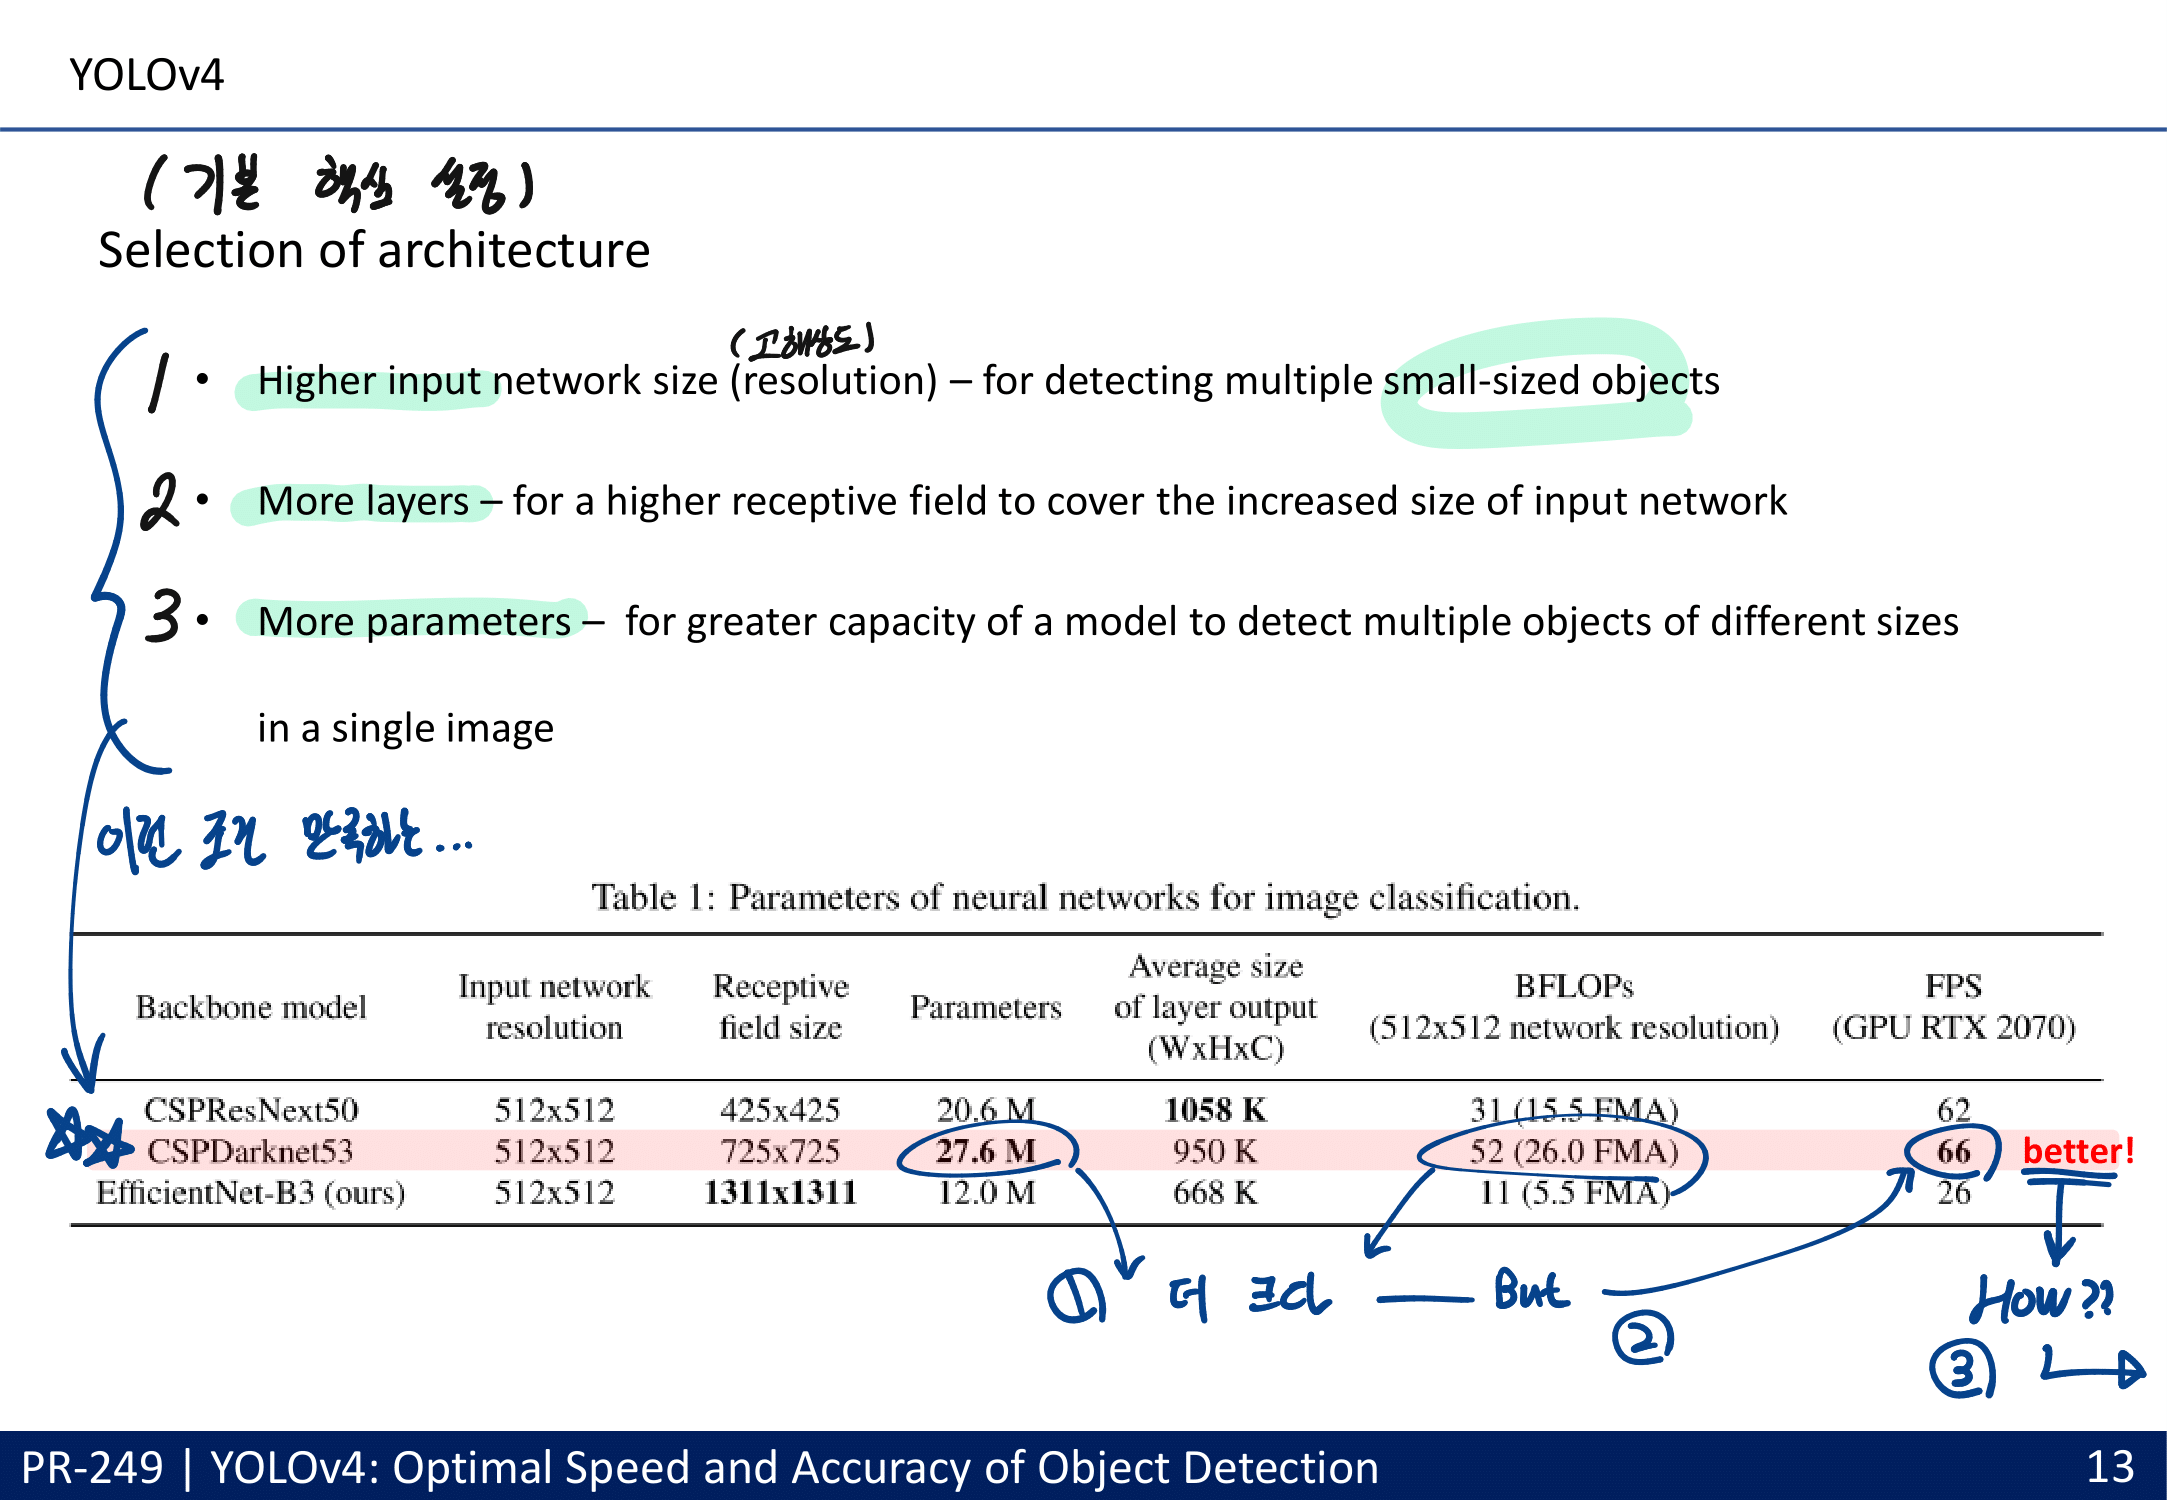 YOLOv4
(기본 핵심 설정)
Selection of architecture
(고해상도)
1 • Higher input network size (resolution) – for detecting multiple small-sized objects
2 • More layers – for a higher receptive field to cover the increased size of input network
3 • More parameters – for greater capacity of a model to detect multiple objects of different sizes
in a single image
이런 조건 만족하는...
Table 1: Parameters of neural networks for image classification.
Backbone model Input network resolution Receptive field size Parameters Average size of layer output (WxHxC) BFLOPs (512x512 network resolution) FPS (GPU RTX 2070)
CSPResNext50 512x512 425x425 20.6 M 1058 K 31 (15.5 FMA) 62
CSPDarknet53 512x512 725x725 27.6 M 950 K 52 (26.0 FMA) 66 better!
EfficientNet-B3 (ours) 512x512 1311x1311 12.0 M 668 K 11 (5.5 FMA) 26
① 더 크다 — But
②
How??
③
PR-249 | YOLOv4: Optimal Speed and Accuracy of Object Detection 13